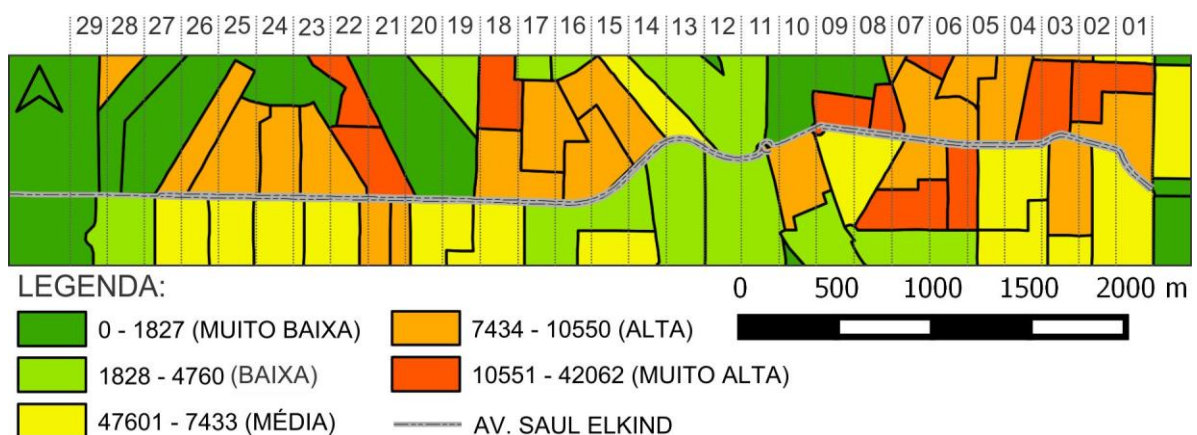 29 28 27 26 25 24 23 22 21 20 19 18 17 16 15 14 13 12 11 10 09 08 07 06 05 04 03 02 01
LEGENDA:
0 - 1827 (MUITO BAIXA)
1828 - 4760 (BAIXA)
47601 - 7433 (MÉDIA)
7434 - 10550 (ALTA)
10551 - 42062 (MUITO ALTA)
AV. SAUL ELKIND
0 500 1000 1500 2000 m